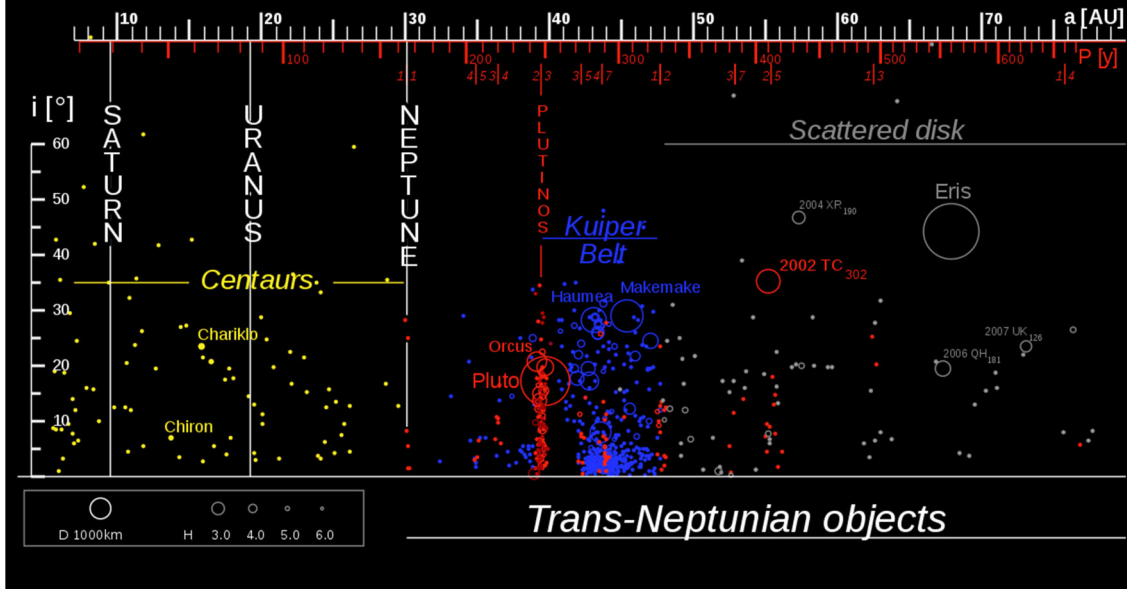 10 20 30 40 50 60 70 a [AU]
100 200 300 400 500 600 P [y]
1|1 4|5 3|4 2|3 3|5 4|7 1|2 3|7 2|5 1|3 1|4
i [°]
SATURN
URANUS
NEPTUNE
PLUTINOS
60
50
40
30
20
10
Scattered disk
2004 XR190
Eris
Kuiper
Belt
2002 TC302
Centaurs
Haumea
Makemake
Chariklo
Orcus
2007 UK126
2006 QH181
Pluto
Chiron
D 1000km H 3.0 4.0 5.0 6.0
Trans-Neptunian objects